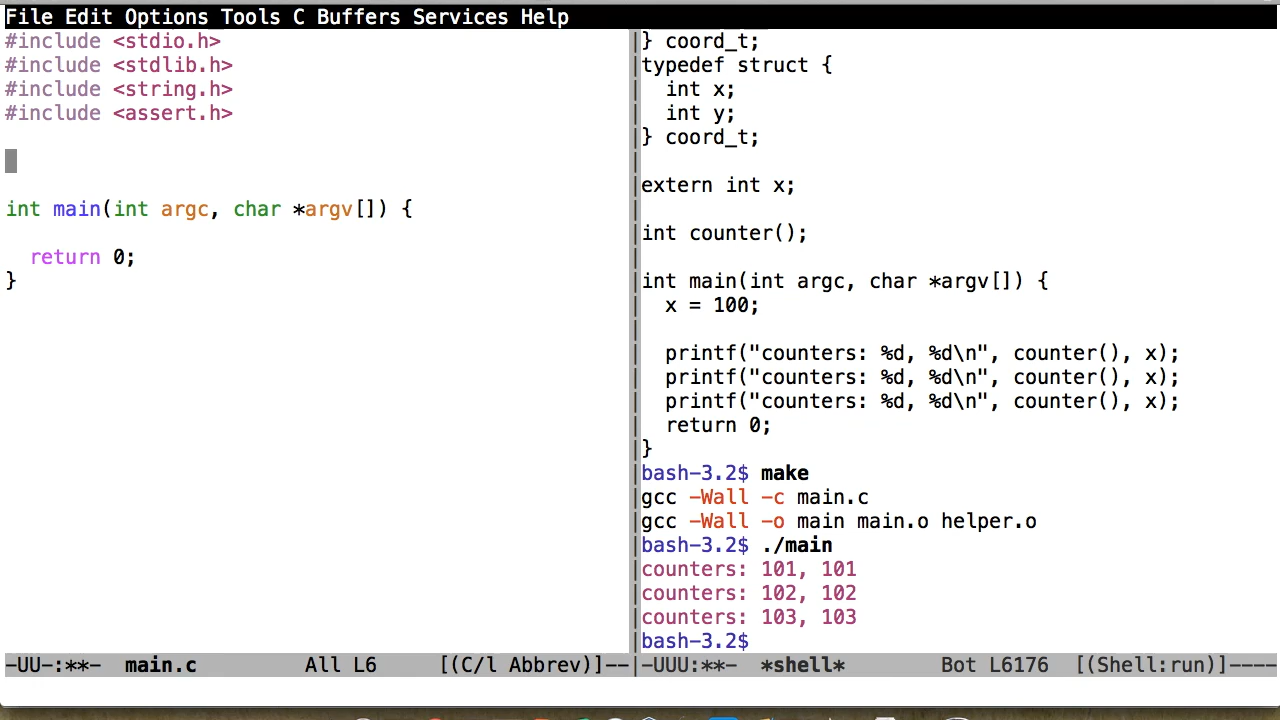 File Edit Options Tools C Buffers Services Help
#include <stdio.h>
#include <stdlib.h>
#include <string.h>
#include <assert.h>
int main(int argc, char *argv[]) {
  return 0;
}
-UU-:**-  main.c         All L6     [(C/l Abbrev)]--
} coord_t;
typedef struct {
  int x;
  int y;
} coord_t;
extern int x;
int counter();
int main(int argc, char *argv[]) {
  x = 100;
  printf("counters: %d, %d\n", counter(), x);
  printf("counters: %d, %d\n", counter(), x);
  printf("counters: %d, %d\n", counter(), x);
  return 0;
}
bash-3.2$ make
gcc -Wall -c main.c
gcc -Wall -o main main.o helper.o
bash-3.2$ ./main
counters: 101, 101
counters: 102, 102
counters: 103, 103
bash-3.2$
-UUU:**-  *shell*        Bot L6176  [(Shell:run)]----